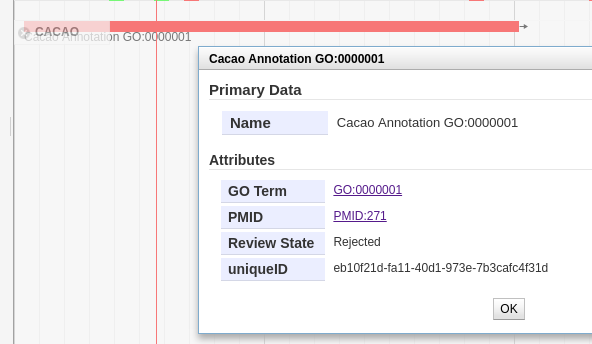 CACAO
Cacao Annotation GO:0000001
Cacao Annotation GO:0000001
Primary Data
Name Cacao Annotation GO:0000001
Attributes
GO Term GO:0000001
PMID PMID:271
Review State Rejected
uniqueID eb10f21d-fa11-40d1-973e-7b3cafc4f31d
OK